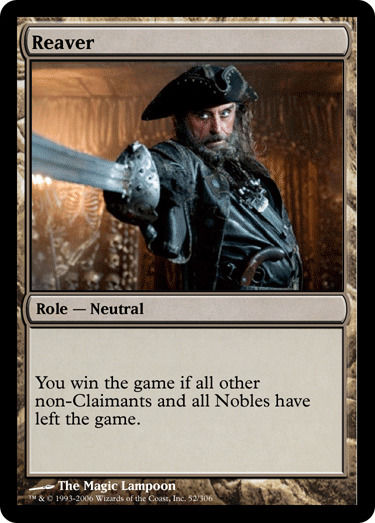 Reaver
Role — Neutral
You win the game if all other
non-Claimants and all Nobles have
left the game.
The Magic Lampoon
™ & © 1993-2006 Wizards of the Coast, Inc. 52/306